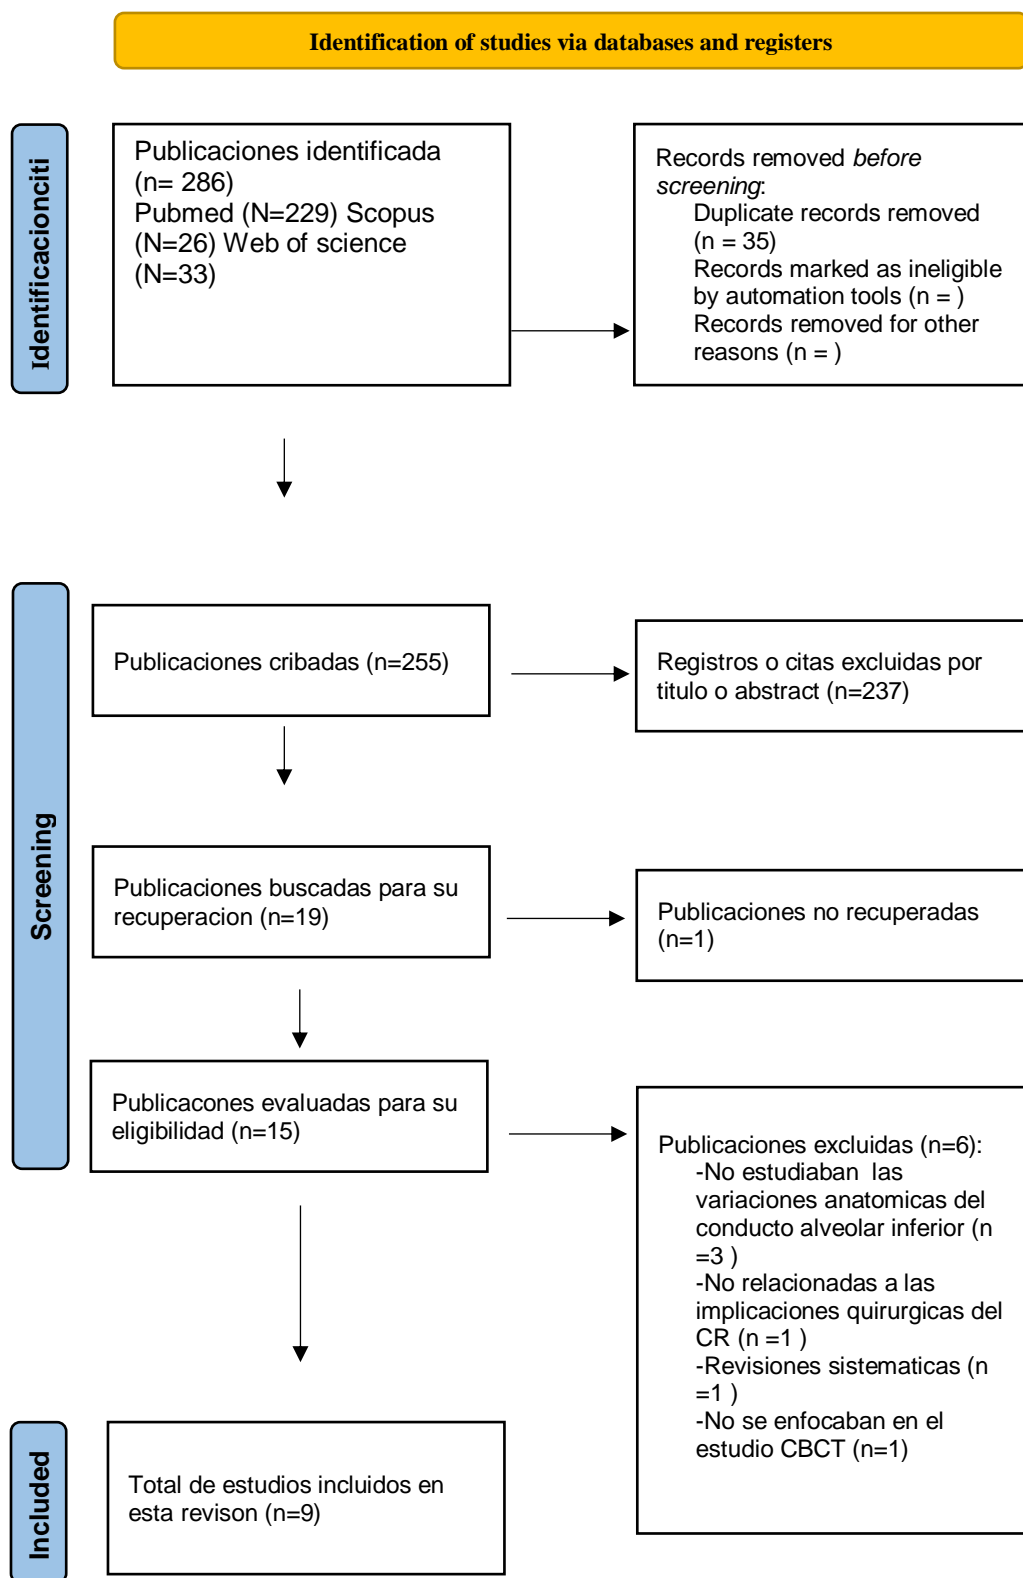 Identification of studies via databases and registers
Identificacionciti
Publicaciones identificada
(n= 286)
Pubmed (N=229) Scopus
(N=26) Web of science
(N=33)
Records removed before
screening:
Duplicate records removed
(n = 35)
Records marked as ineligible
by automation tools (n = )
Records removed for other
reasons (n = )
Screening
Publicaciones cribadas (n=255)
Registros o citas excluidas por
titulo o abstract (n=237)
Publicaciones buscadas para su
recuperacion (n=19)
Publicaciones no recuperadas
(n=1)
Publicacones evaluadas para su
eligibilidad (n=15)
Publicaciones excluidas (n=6):
-No estudiaban las
variaciones anatomicas del
conducto alveolar inferior (n
=3 )
-No relacionadas a las
implicaciones quirurgicas del
CR (n =1 )
-Revisiones sistematicas (n
=1 )
-No se enfocaban en el
estudio CBCT (n=1)
Included
Total de estudios incluidos en
esta revison (n=9)